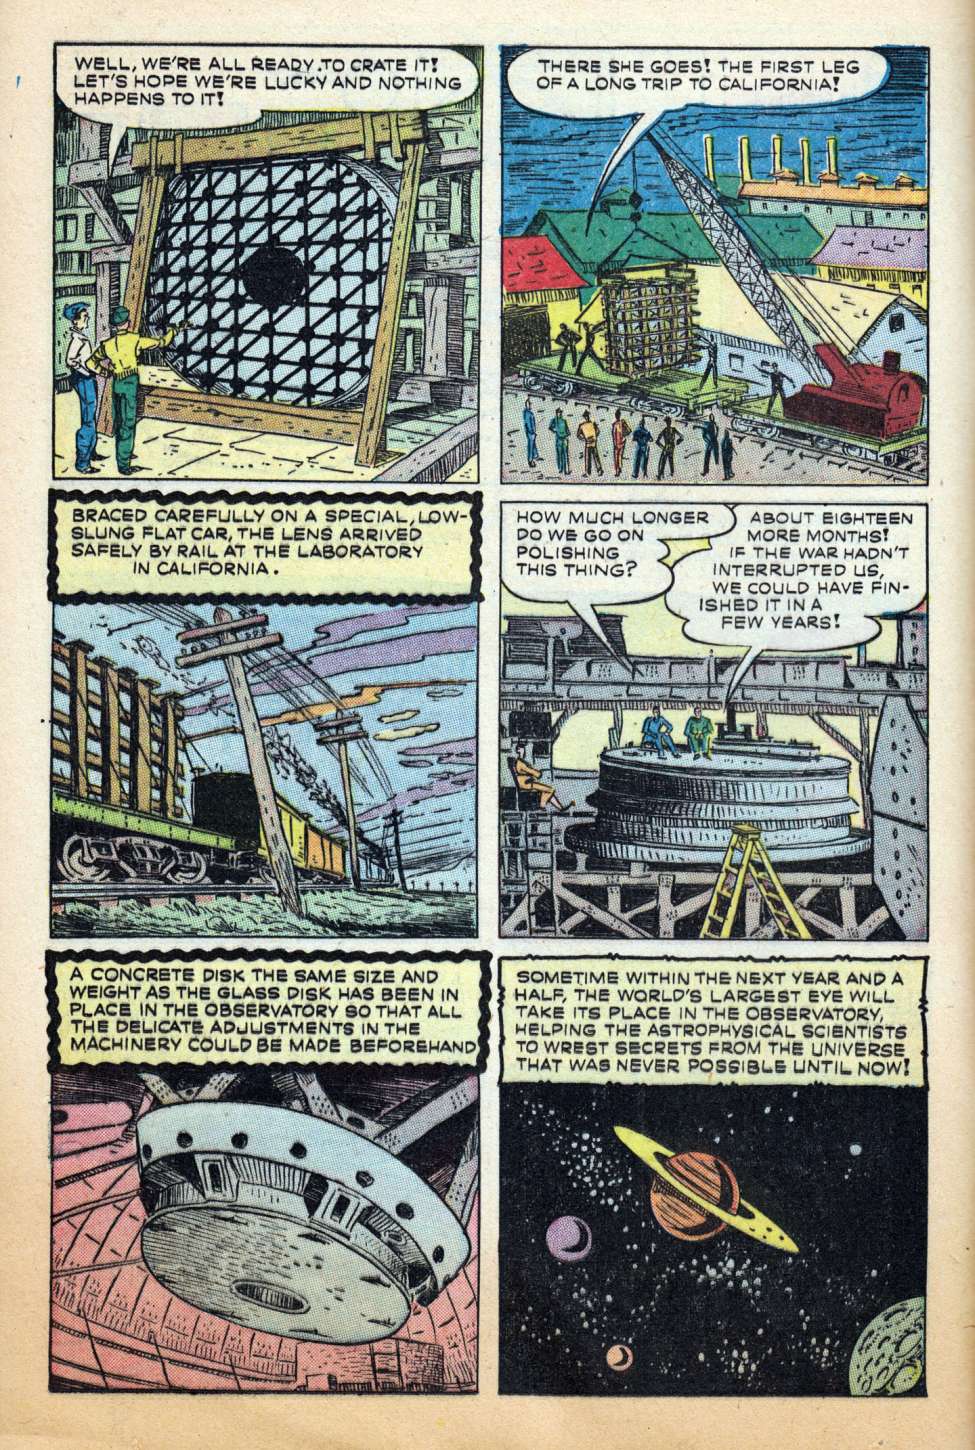 WELL, WE'RE ALL READY TO CRATE IT!
LET'S HOPE WE'RE LUCKY AND NOTHING
HAPPENS TO IT!
THERE SHE GOES! THE FIRST LEG
OF A LONG TRIP TO CALIFORNIA!
BRACED CAREFULLY ON A SPECIAL, LOW-
SLUNG FLAT CAR, THE LENS ARRIVED
SAFELY BY RAIL AT THE LABORATORY
IN CALIFORNIA.
HOW MUCH LONGER
DO WE GO ON
POLISHING
THIS THING?
ABOUT EIGHTEEN
MORE MONTHS!
IF THE WAR HADN'T
INTERRUPTED US,
WE COULD HAVE FIN-
ISHED IT IN A
FEW YEARS!
A CONCRETE DISK THE SAME SIZE AND
WEIGHT AS THE GLASS DISK HAS BEEN IN
PLACE IN THE OBSERVATORY SO THAT ALL
THE DELICATE ADJUSTMENTS IN THE
MACHINERY COULD BE MADE BEFOREHAND
SOMETIME WITHIN THE NEXT YEAR AND A
HALF, THE WORLD'S LARGEST EYE WILL
TAKE ITS PLACE IN THE OBSERVATORY,
HELPING THE ASTROPHYSICAL SCIENTISTS
TO WREST SECRETS FROM THE UNIVERSE
THAT WAS NEVER POSSIBLE UNTIL NOW!